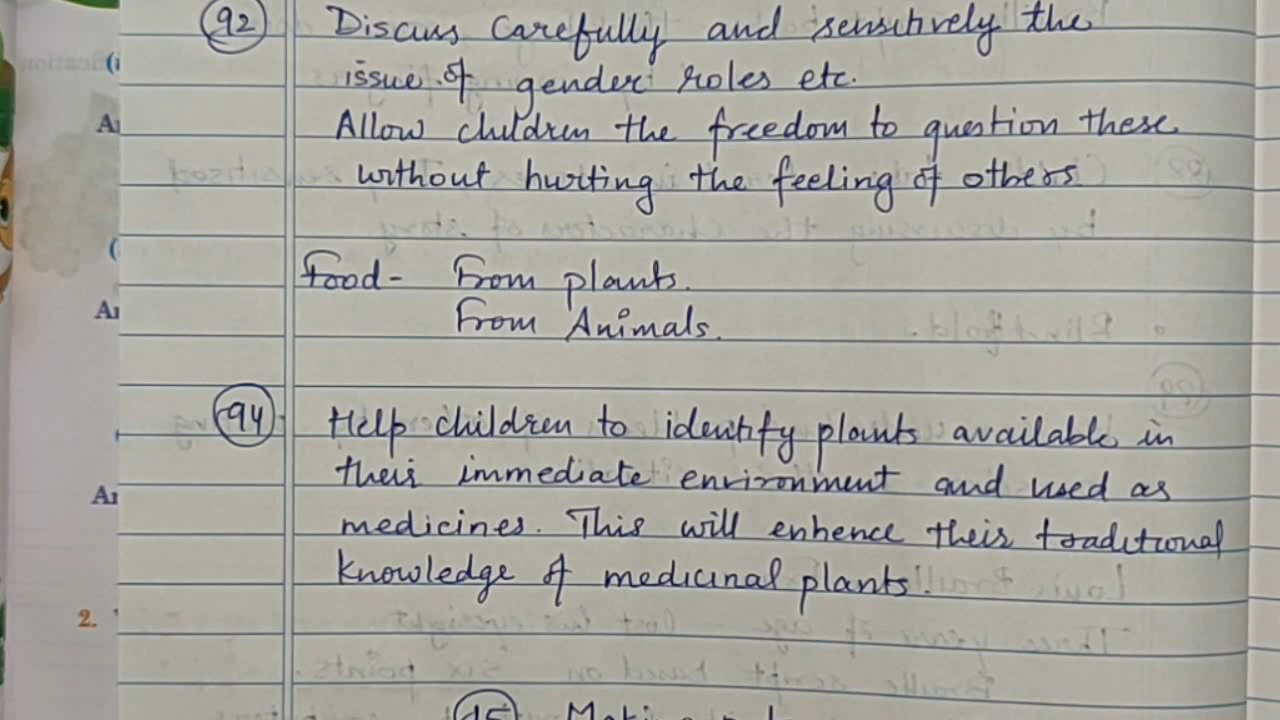 92 Discuss carefully and sensitively the
issue of gender roles etc.
Allow children the freedom to question these
without hurting the feeling of others
Food - From plants.
From Animals.
94 Help children to identify plants available in
their immediate environment and used as
medicines. This will enhence their traditional
knowledge of medicinal plants.
2.